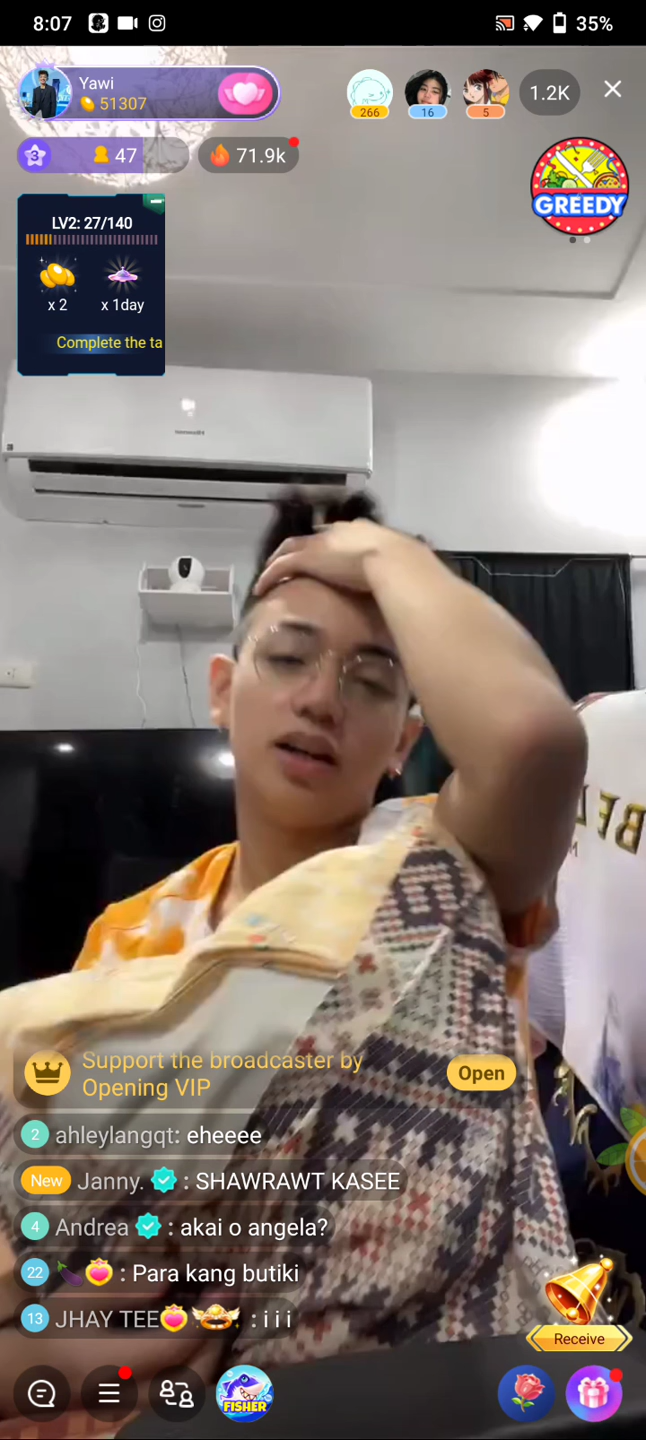 8:07
35%
Yawi
51307
266
16
5
1.2K
3
47
71.9k
GREEDY
LV2: 27/140
x 2
x 1day
Complete the ta
BEL
Support the broadcaster by
Opening VIP
Open
2 ahleylangqt: eheeee
New Janny. : SHAWRAWT KASEE
4 Andrea : akai o angela?
22 🍆 : Para kang butiki
13 JHAY TEE : i i i
Receive
FISHER